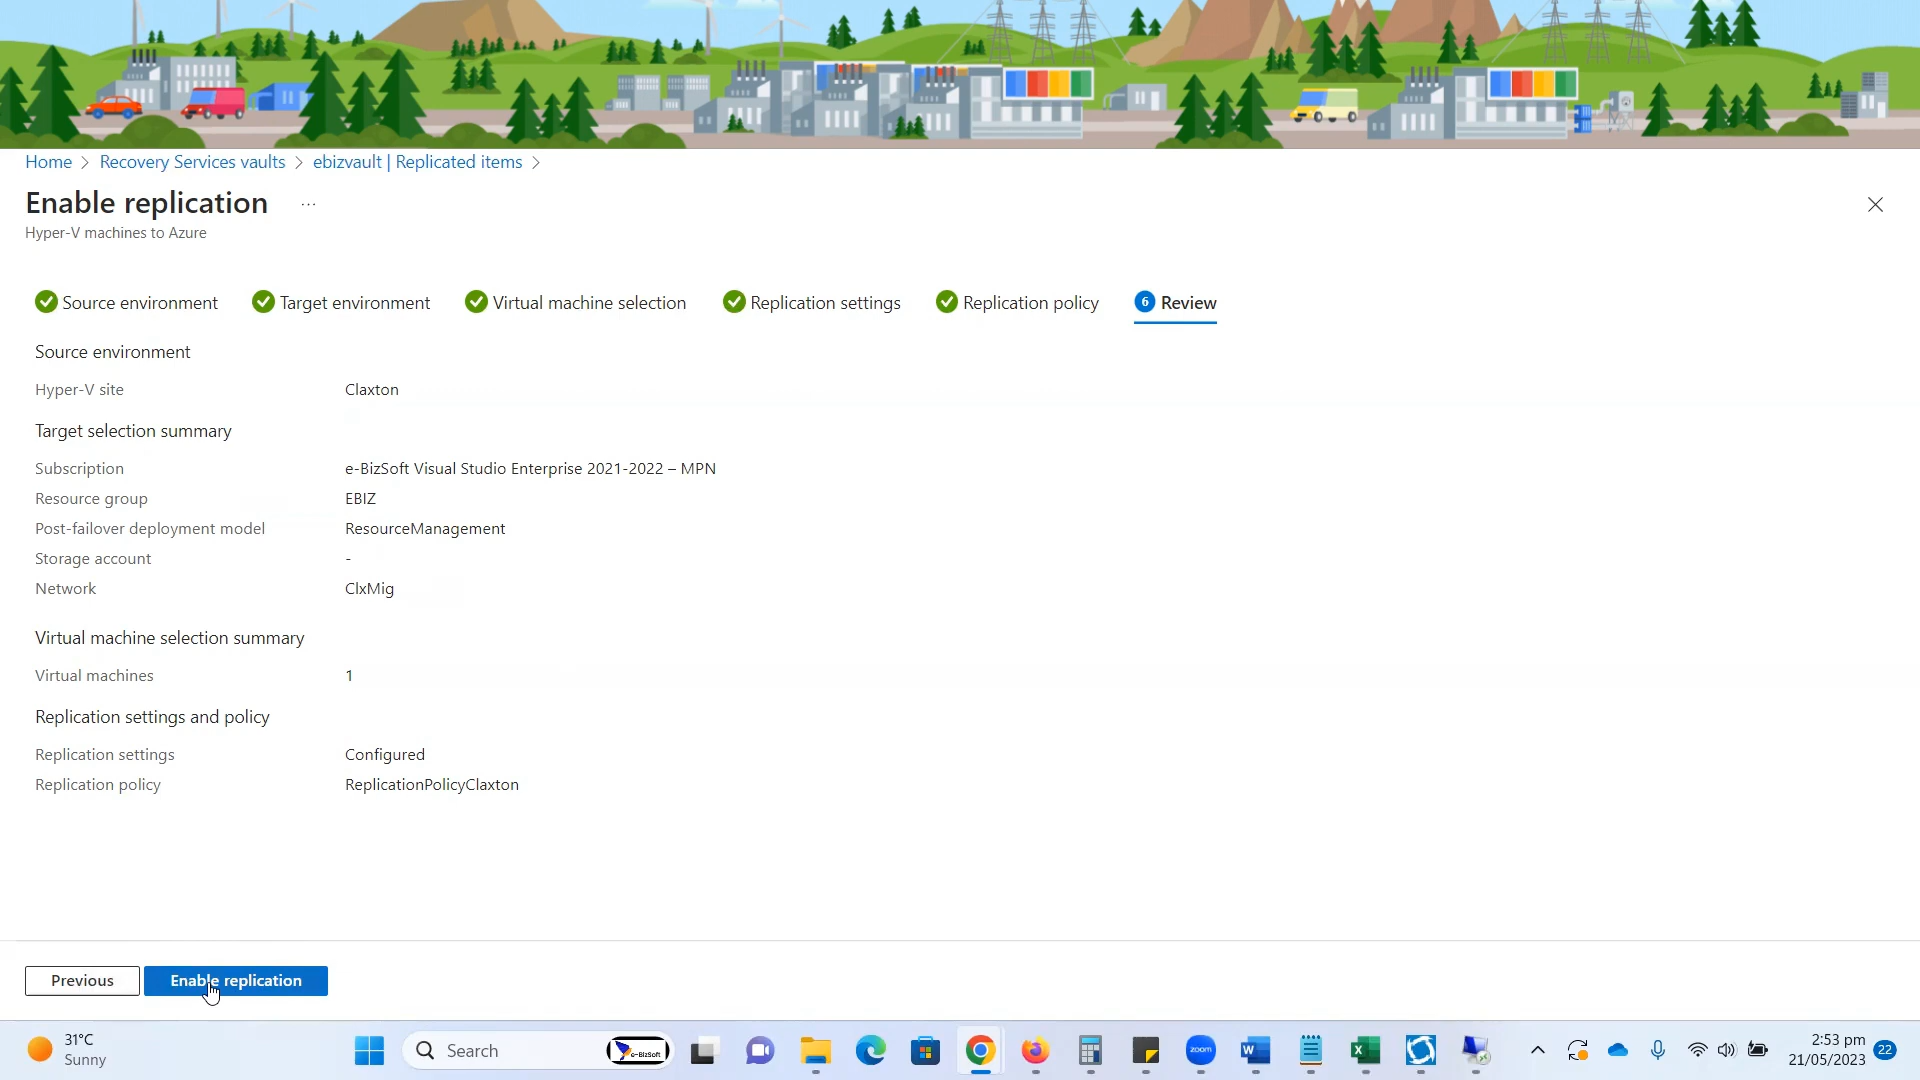 Home > Recovery Services vaults > ebizvault | Replicated items >
Enable replication ...
Hyper-V machines to Azure
Source environment Target environment Virtual machine selection Replication settings Replication policy 6 Review
Source environment
Hyper-V site Claxton
Target selection summary
Subscription e-BizSoft Visual Studio Enterprise 2021-2022 – MPN
Resource group EBIZ
Post-failover deployment model ResourceManagement
Storage account -
Network ClxMig
Virtual machine selection summary
Virtual machines 1
Replication settings and policy
Replication settings Configured
Replication policy ReplicationPolicyClaxton
Previous Enable replication
31°C
Sunny
Search
e-BizSoft
zoom
2:53 pm
21/05/2023
22